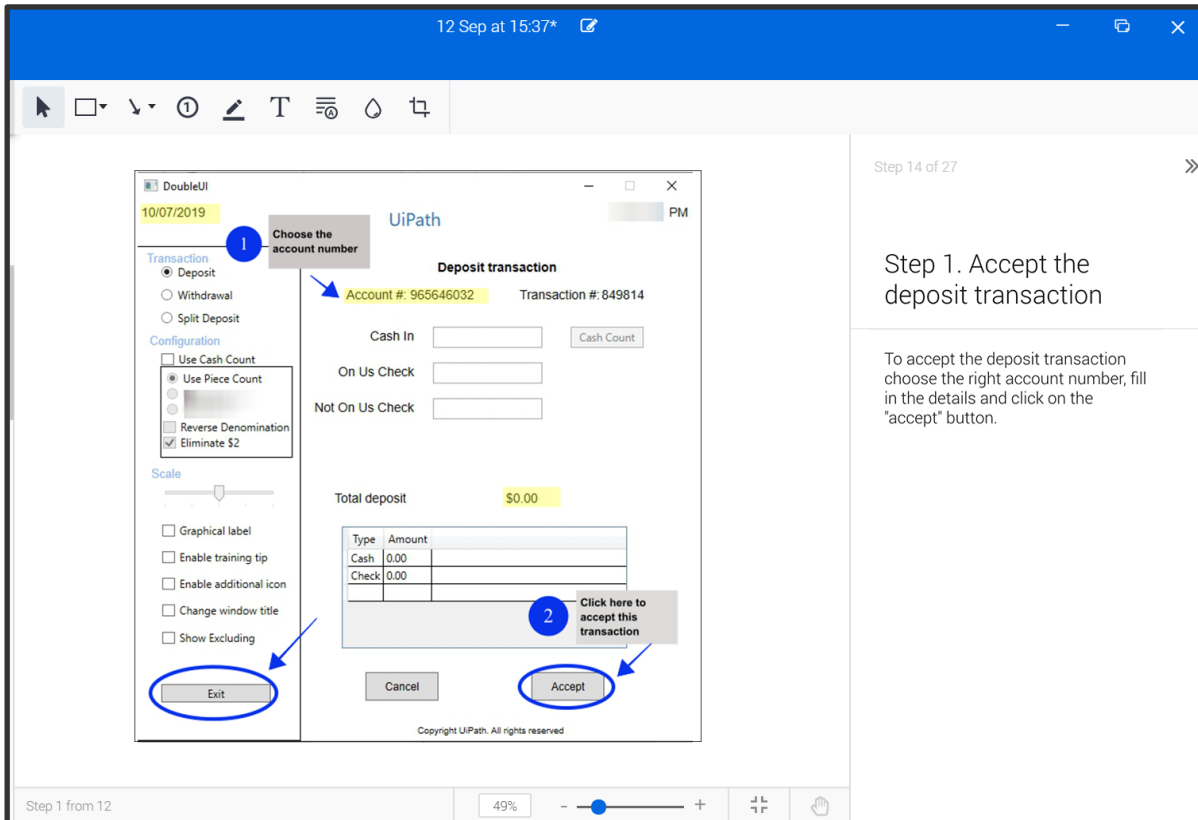 12 Sep at 15:37*
1
T
A
Step 14 of 27
DoubleUI
10/07/2019
UiPath
PM
1
Choose the
account number
Transaction
Deposit
Withdrawal
Split Deposit
Configuration
Use Cash Count
Use Piece Count
Reverse Denomination
Eliminate $2
Scale
Graphical label
Enable training tip
Enable additional icon
Change window title
Show Excluding
Exit
Deposit transaction
Account #: 965646032 Transaction #: 849814
Cash In Cash Count
On Us Check
Not On Us Check
Total deposit $0.00
Type Amount
Cash 0.00
Check 0.00
2
Click here to
accept this
transaction
Cancel Accept
Copyright UiPath. All rights reserved
Step 1. Accept the
deposit transaction
To accept the deposit transaction
choose the right account number, fill
in the details and click on the
"accept" button.
Step 1 from 12
49% - +